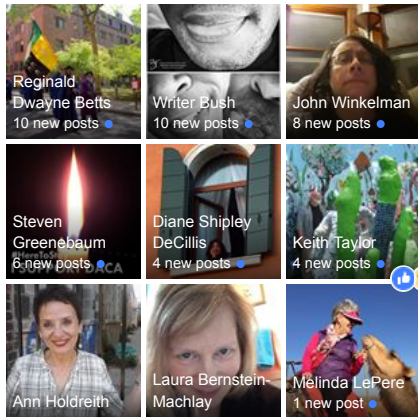 Reginald
Dwayne Betts
10 new posts
Writer Bush
10 new posts
John Winkelman
8 new posts
Steven
Greenebaum
6 new posts
Diane Shipley
DeCillis
4 new posts
Keith Taylor
4 new posts
Ann Holdreith
Laura Bernstein-
Machlay
Melinda LePere
1 new post